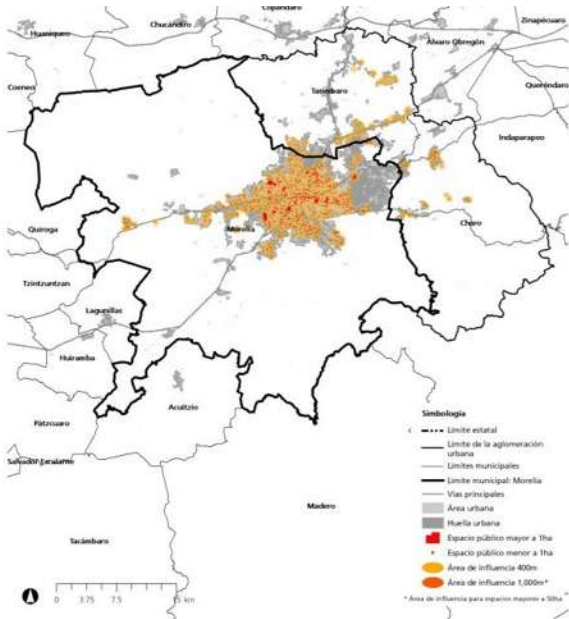 Copándaro
Chucándiro
Zinapécuaro
Huaniqueo
Álvaro Obregón
Coeneo
Tarímbaro
Queréndaro
Indaparapeo
Quiroga
Morelia
Charo
Tzintzuntzan
Lagunillas
Huiramba
Acuitzio
Pátzcuaro
Madero
Tacámbaro
Simbología
Límite estatal
Límite de la aglomeración
urbana
Límites municipales
Límite municipal: Morelia
Vías principales
Área urbana
Huella urbana
Espacio público mayor a 1ha
Espacio público menor a 1ha
Área de influencia 400m
Área de influencia 1,000m*
* Área de influencia para espacios mayores a 50ha
0 3.75 7.5 15 km